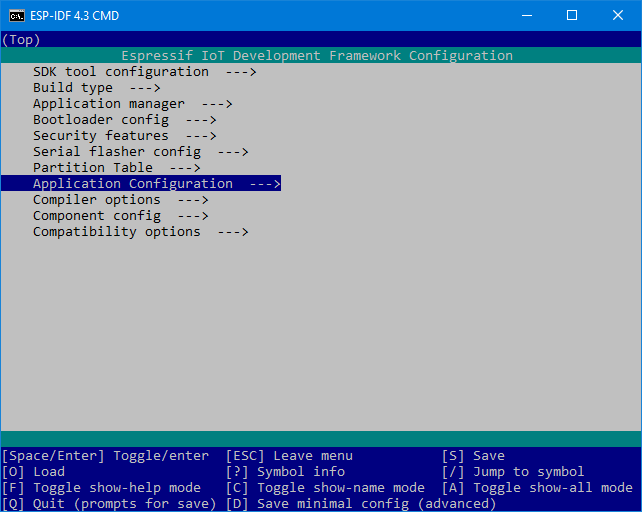 ESP-IDF 4.3 CMD
(Top)
Espressif IoT Development Framework Configuration
SDK tool configuration  --->
Build type  --->
Application manager  --->
Bootloader config  --->
Security features  --->
Serial flasher config  --->
Partition Table  --->
Application Configuration  --->
Compiler options  --->
Component config  --->
Compatibility options  --->
[Space/Enter] Toggle/enter  [ESC] Leave menu           [S] Save
[O] Load                    [?] Symbol info            [/] Jump to symbol
[F] Toggle show-help mode   [C] Toggle show-name mode  [A] Toggle show-all mode
[Q] Quit (prompts for save) [D] Save minimal config (advanced)